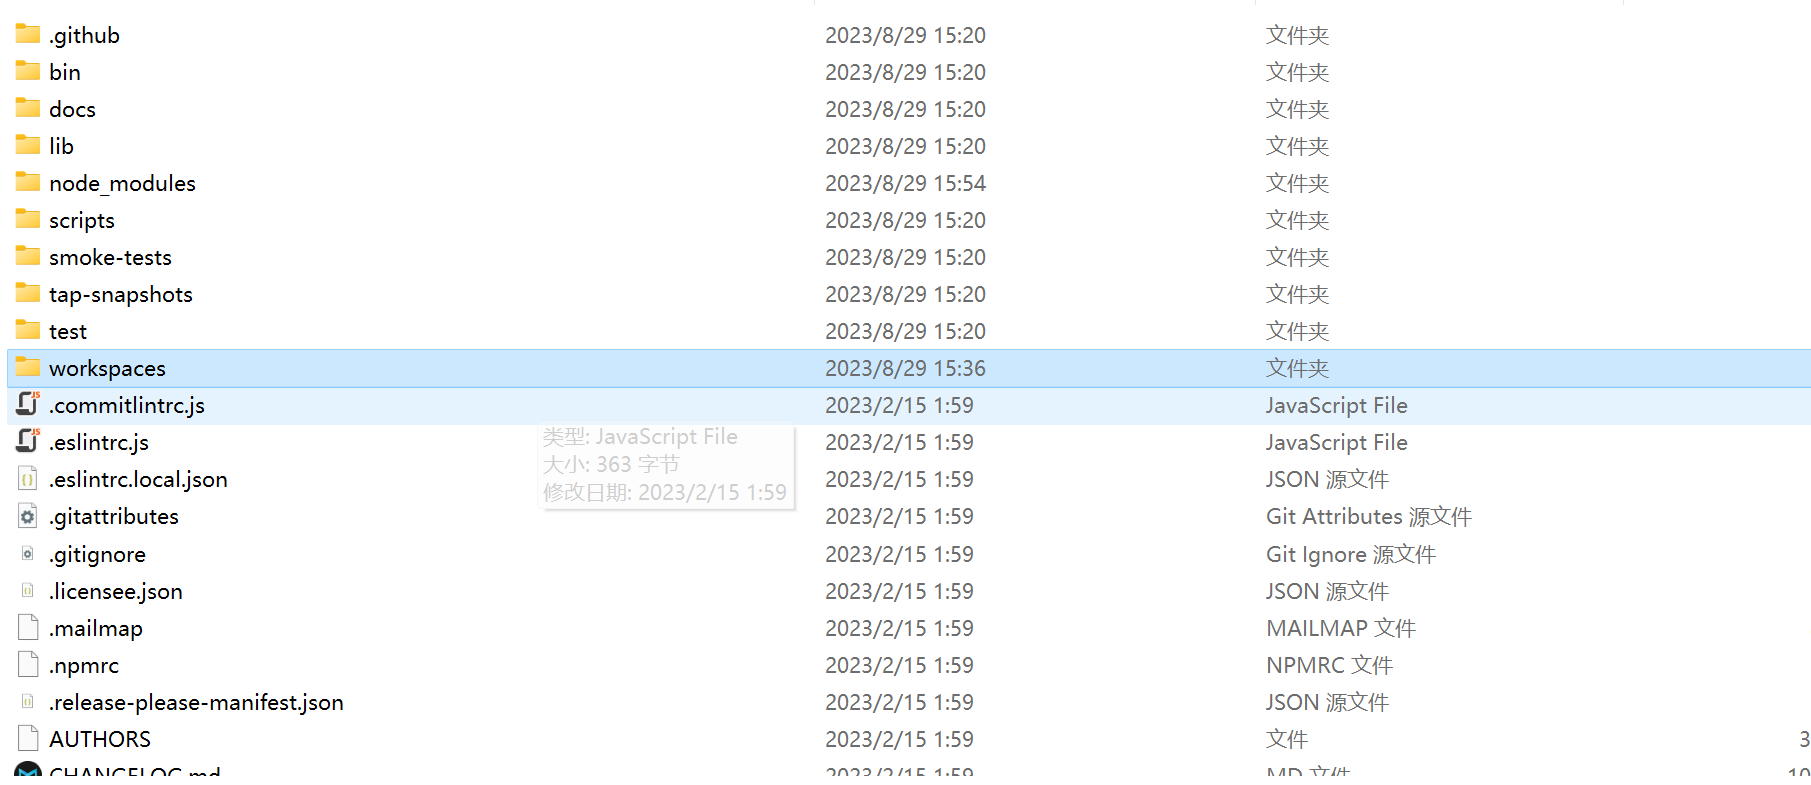 .github 2023/8/29 15:20 文件夹
bin 2023/8/29 15:20 文件夹
docs 2023/8/29 15:20 文件夹
lib 2023/8/29 15:20 文件夹
node_modules 2023/8/29 15:54 文件夹
scripts 2023/8/29 15:20 文件夹
smoke-tests 2023/8/29 15:20 文件夹
tap-snapshots 2023/8/29 15:20 文件夹
test 2023/8/29 15:20 文件夹
workspaces 2023/8/29 15:36 文件夹
.commitlintrc.js 2023/2/15 1:59 JavaScript File
.eslintrc.js 2023/2/15 1:59 JavaScript File
类型: JavaScript File
大小: 363 字节
修改日期: 2023/2/15 1:59
.eslintrc.local.json 2023/2/15 1:59 JSON 源文件
.gitattributes 2023/2/15 1:59 Git Attributes 源文件
.gitignore 2023/2/15 1:59 Git Ignore 源文件
.licensee.json 2023/2/15 1:59 JSON 源文件
.mailmap 2023/2/15 1:59 MAILMAP 文件
.npmrc 2023/2/15 1:59 NPMRC 文件
.release-please-manifest.json 2023/2/15 1:59 JSON 源文件
AUTHORS 2023/2/15 1:59 文件 3
CHANGELOG.md 2023/2/15 1:59 MD 文件 10